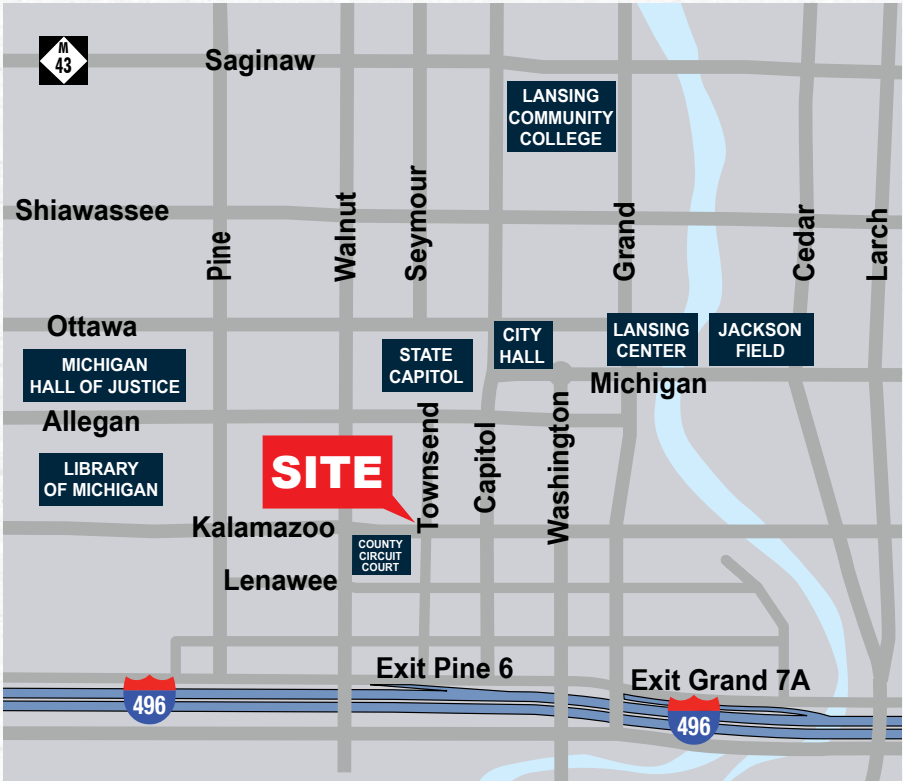 M
43
Saginaw
LANSING
COMMUNITY
COLLEGE
Shiawassee
Pine
Walnut
Seymour
Grand
Cedar
Larch
Ottawa
MICHIGAN
HALL OF JUSTICE
STATE
CAPITOL
CITY
HALL
LANSING
CENTER
JACKSON
FIELD
Michigan
Allegan
LIBRARY
OF MICHIGAN
SITE
Townsend
Capitol
Washington
Kalamazoo
COUNTY
CIRCUIT
COURT
Lenawee
Exit Pine 6
Exit Grand 7A
496
496